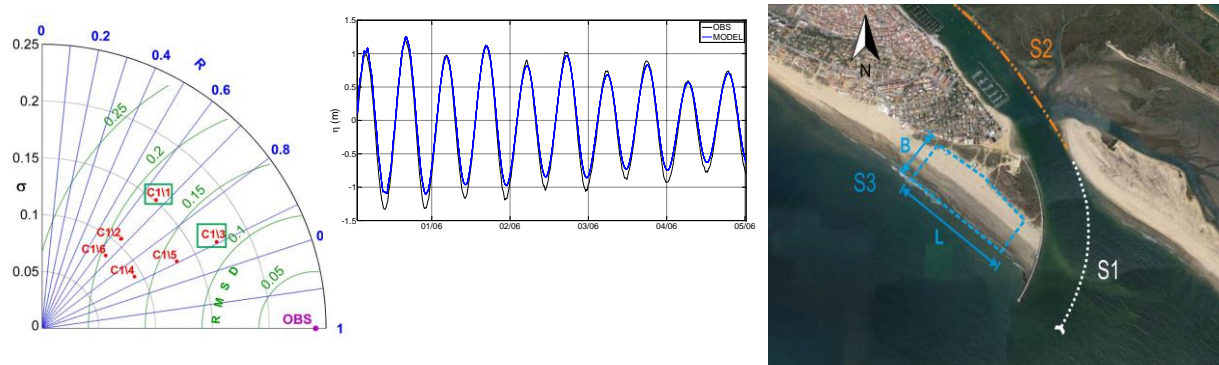 0
0.2
0.4
R
0.6
0.8
0
1
0.25
0.2
0.15
σ
0.1
0.05
0
0.25
0.2
0.15
0.1
0.05
R M S D
C1\1
C1\2
C1\3
C1\6
C1\5
C1\4
OBS
1.5
1
0.5
0
-0.5
-1
-1.5
η (m)
OBS
MODEL
01/06
02/06
03/06
04/06
05/06
N
S2
B
S3
L
S1